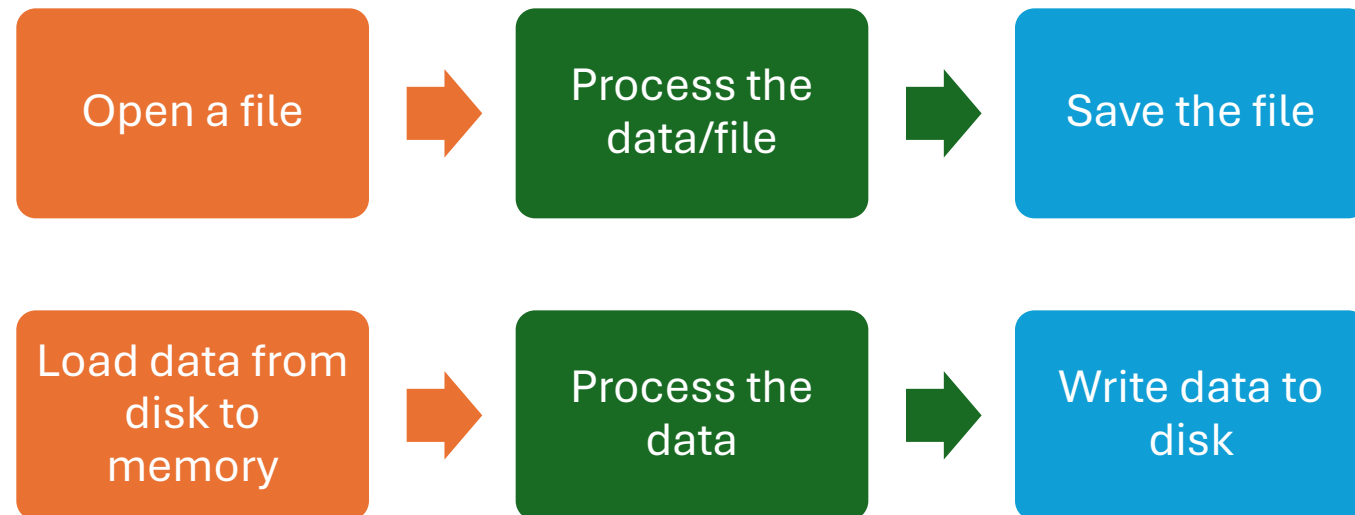 Open a file
Process the
data/file
Save the file
Load data from
disk to
memory
Process the
data
Write data to
disk